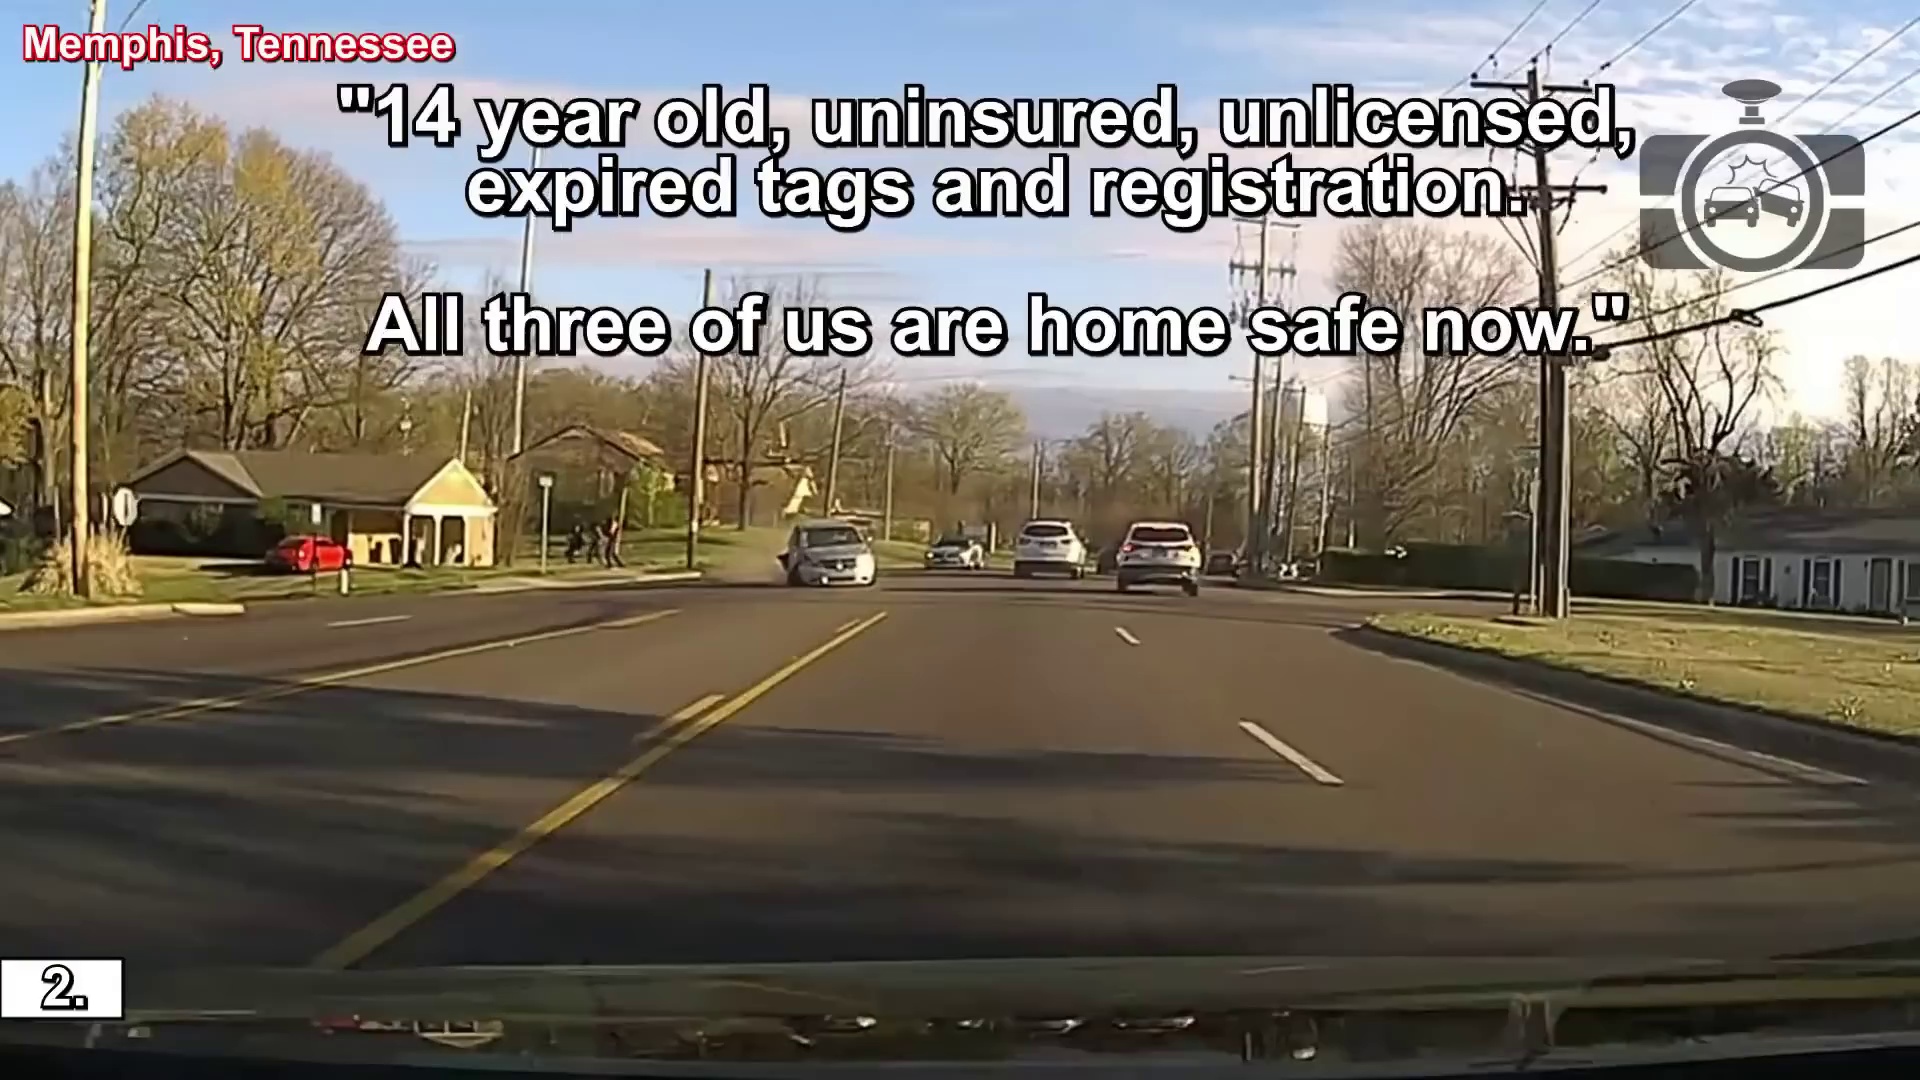 Memphis, Tennessee
"14 year old, uninsured, unlicensed,
expired tags and registration.
All three of us are home safe now."
2.